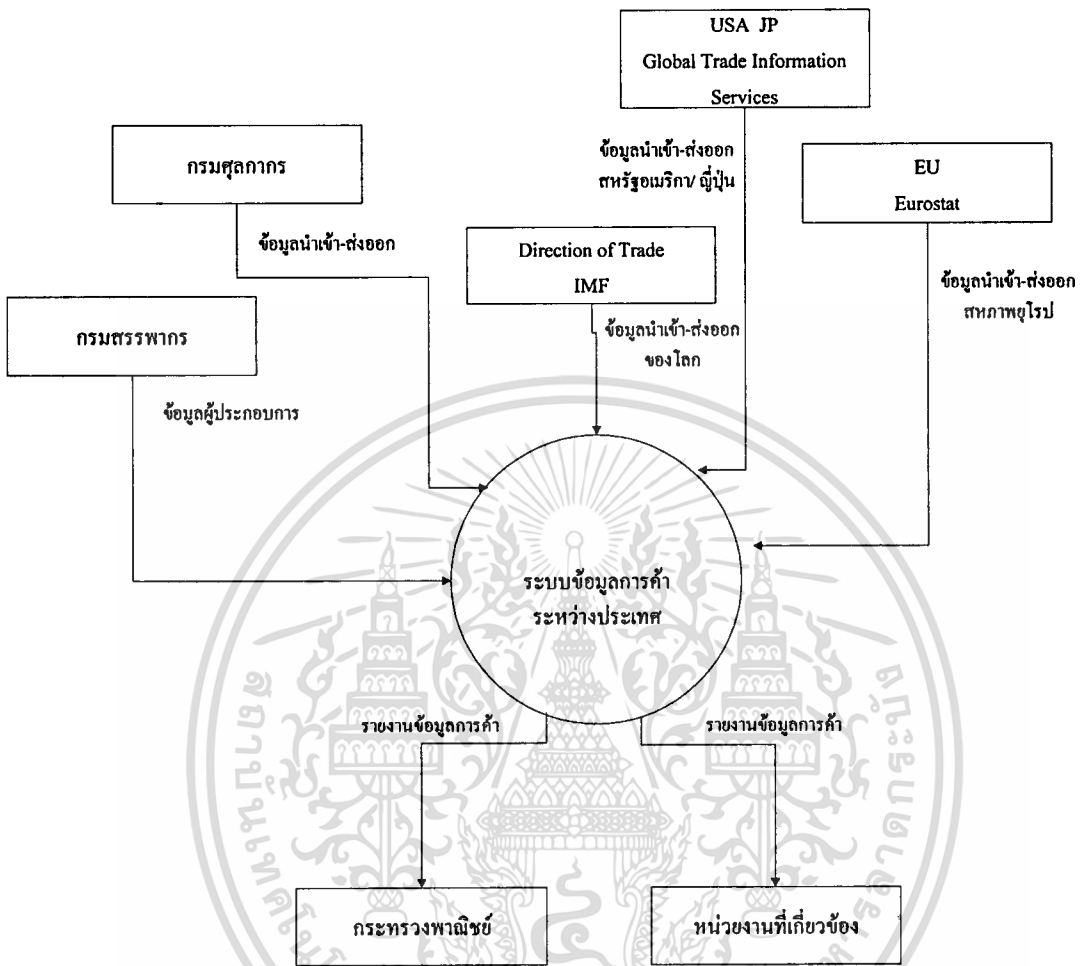 USA JP
Global Trade Information
Services
กรมศุลกากร
ข้อมูลนำเข้า-ส่งออก
สหรัฐอเมริกา/ ญี่ปุ่น
EU
Eurostat
ข้อมูลนำเข้า-ส่งออก
Direction of Trade
IMF
ข้อมูลนำเข้า-ส่งออก
สหภาพยุโรป
กรมสรรพากร
ข้อมูลนำเข้า-ส่งออก
ของโลก
ข้อมูลผู้ประกอบการ
ระบบข้อมูลการค้า
ระหว่างประเทศ
รายงานข้อมูลการค้า
รายงานข้อมูลการค้า
กระทรวงพาณิชย์
หน่วยงานที่เกี่ยวข้อง